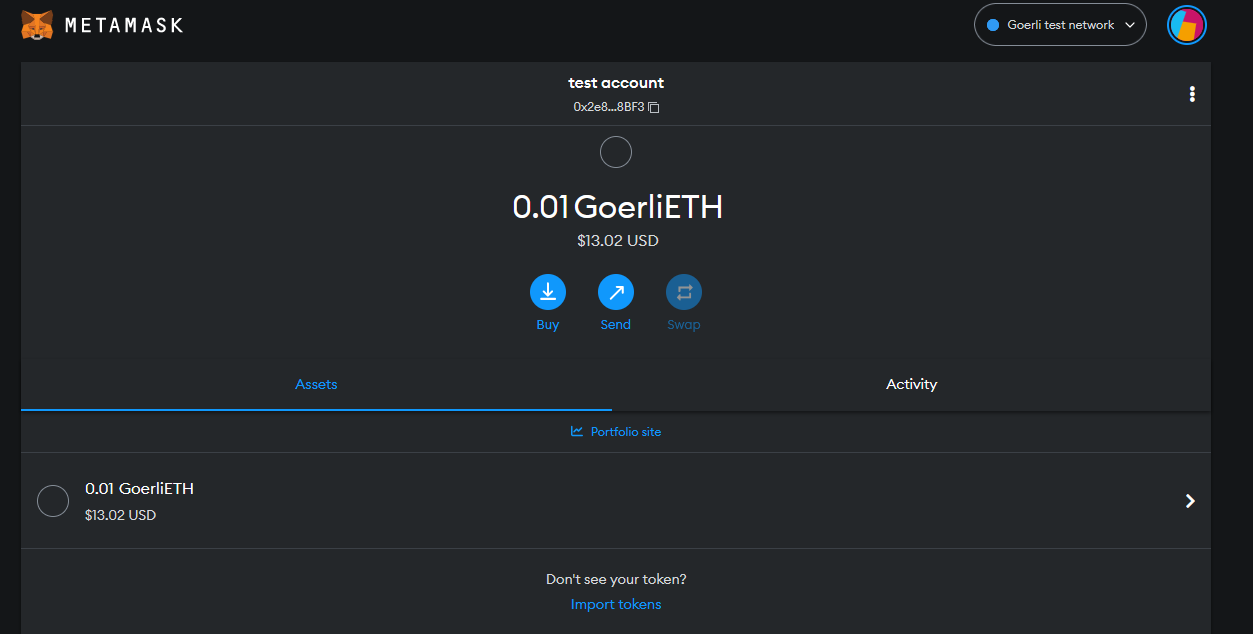 METAMASK
Goerli test network
test account
0x2e8...8BF3
0.01 GoerliETH
$13.02 USD
Buy
Send
Swap
Assets
Activity
Portfolio site
0.01 GoerliETH
$13.02 USD
Don't see your token?
Import tokens